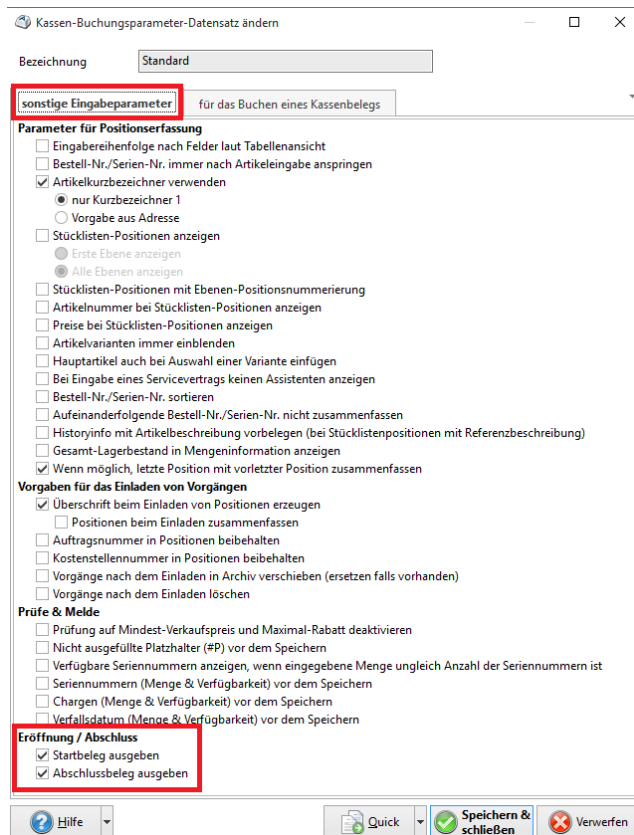 Kassen-Buchungsparameter-Datensatz ändern
Bezeichnung Standard
sonstige Eingabeparameter für das Buchen eines Kassenbelegs
Parameter für Positionserfassung
Eingabereihenfolge nach Felder laut Tabellenansicht
Bestell-Nr./Serien-Nr. immer nach Artikeleingabe anspringen
Artikelkurzbezeichner verwenden
nur Kurzbezeichner 1
Vorgabe aus Adresse
Stücklisten-Positionen anzeigen
Erste Ebene anzeigen
Alle Ebenen anzeigen
Stücklisten-Positionen mit Ebenen-Positionsnummerierung
Artikelnummer bei Stücklisten-Positionen anzeigen
Preise bei Stücklisten-Positionen anzeigen
Artikelvarianten immer einblenden
Hauptartikel auch bei Auswahl einer Variante einfügen
Bei Eingabe eines Servicevertrags keinen Assistenten anzeigen
Bestell-Nr./Serien-Nr. sortieren
Aufeinanderfolgende Bestell-Nr./Serien-Nr. nicht zusammenfassen
Historyinfo mit Artikelbeschreibung vorbelegen (bei Stücklistenpositionen mit Referenzbeschreibung)
Gesamt-Lagerbestand in Mengeninformation anzeigen
Wenn möglich, letzte Position mit vorletzter Position zusammenfassen
Vorgaben für das Einladen von Vorgängen
Überschrift beim Einladen von Positionen erzeugen
Positionen beim Einladen zusammenfassen
Auftragsnummer in Positionen beibehalten
Kostenstellennummer in Positionen beibehalten
Vorgänge nach dem Einladen in Archiv verschieben (ersetzen falls vorhanden)
Vorgänge nach dem Einladen löschen
Prüfe & Melde
Prüfung auf Mindest-Verkaufspreis und Maximal-Rabatt deaktivieren
Nicht ausgefüllte Platzhalter (#P) vor dem Speichern
Verfügbare Seriennummern anzeigen, wenn eingegebene Menge ungleich Anzahl der Seriennummern ist
Seriennummern (Menge & Verfügbarkeit) vor dem Speichern
Chargen (Menge & Verfügbarkeit) vor dem Speichern
Verfallsdatum (Menge & Verfügbarkeit) vor dem Speichern
Eröffnung / Abschluss
Startbeleg ausgeben
Abschlussbeleg ausgeben
Hilfe Quick Speichern & schließen Verwerfen